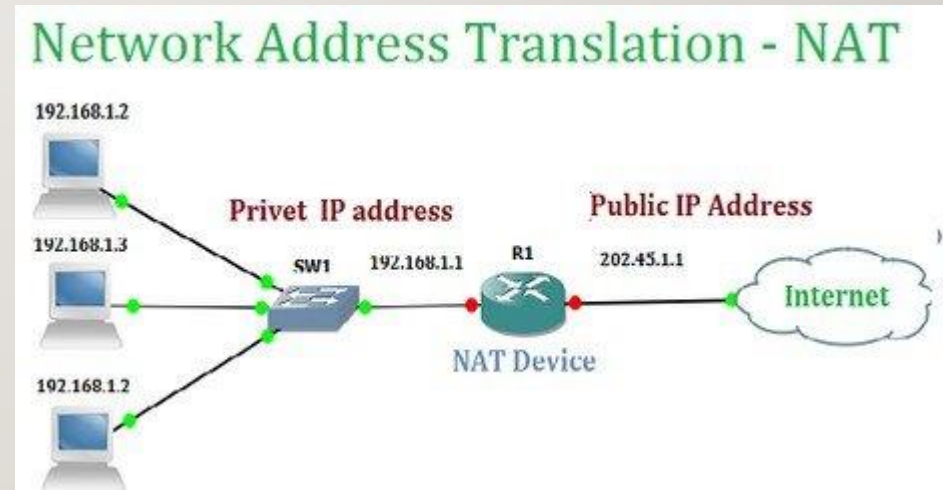 Network Address Translation - NAT
192.168.1.2
Privet IP address
Public IP Address
192.168.1.3
SW1
192.168.1.1
R1
202.45.1.1
Internet
NAT Device
192.168.1.2